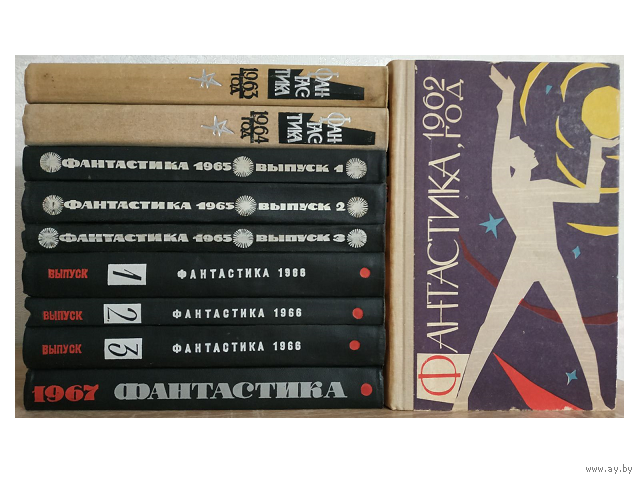 ФАНТАСТИКА
1963 ГОД
ФАНТАСТИКА
1964 ГОД
ФАНТАСТИКА 1965 ВЫПУСК 1
ФАНТАСТИКА 1965 ВЫПУСК 2
ФАНТАСТИКА 1965 ВЫПУСК 3
ВЫПУСК 1 ФАНТАСТИКА 1966
ВЫПУСК 2 ФАНТАСТИКА 1966
ВЫПУСК 3 ФАНТАСТИКА 1966
1967 ФАНТАСТИКА
ФАНТАСТИКА, 1962
ГОД
www.ay.by